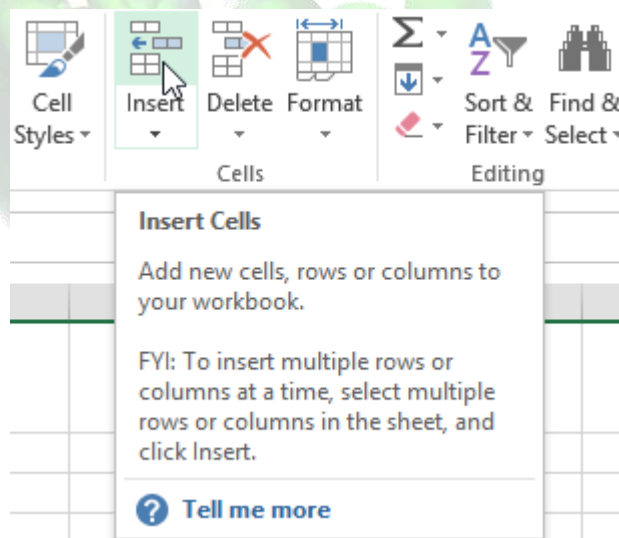 Cell Styles
Insert
Delete
Format
Sort & Filter
Find & Select
Cells
Editing
Insert Cells
Add new cells, rows or columns to
your workbook.
FYI: To insert multiple rows or
columns at a time, select multiple
rows or columns in the sheet, and
click Insert.
Tell me more